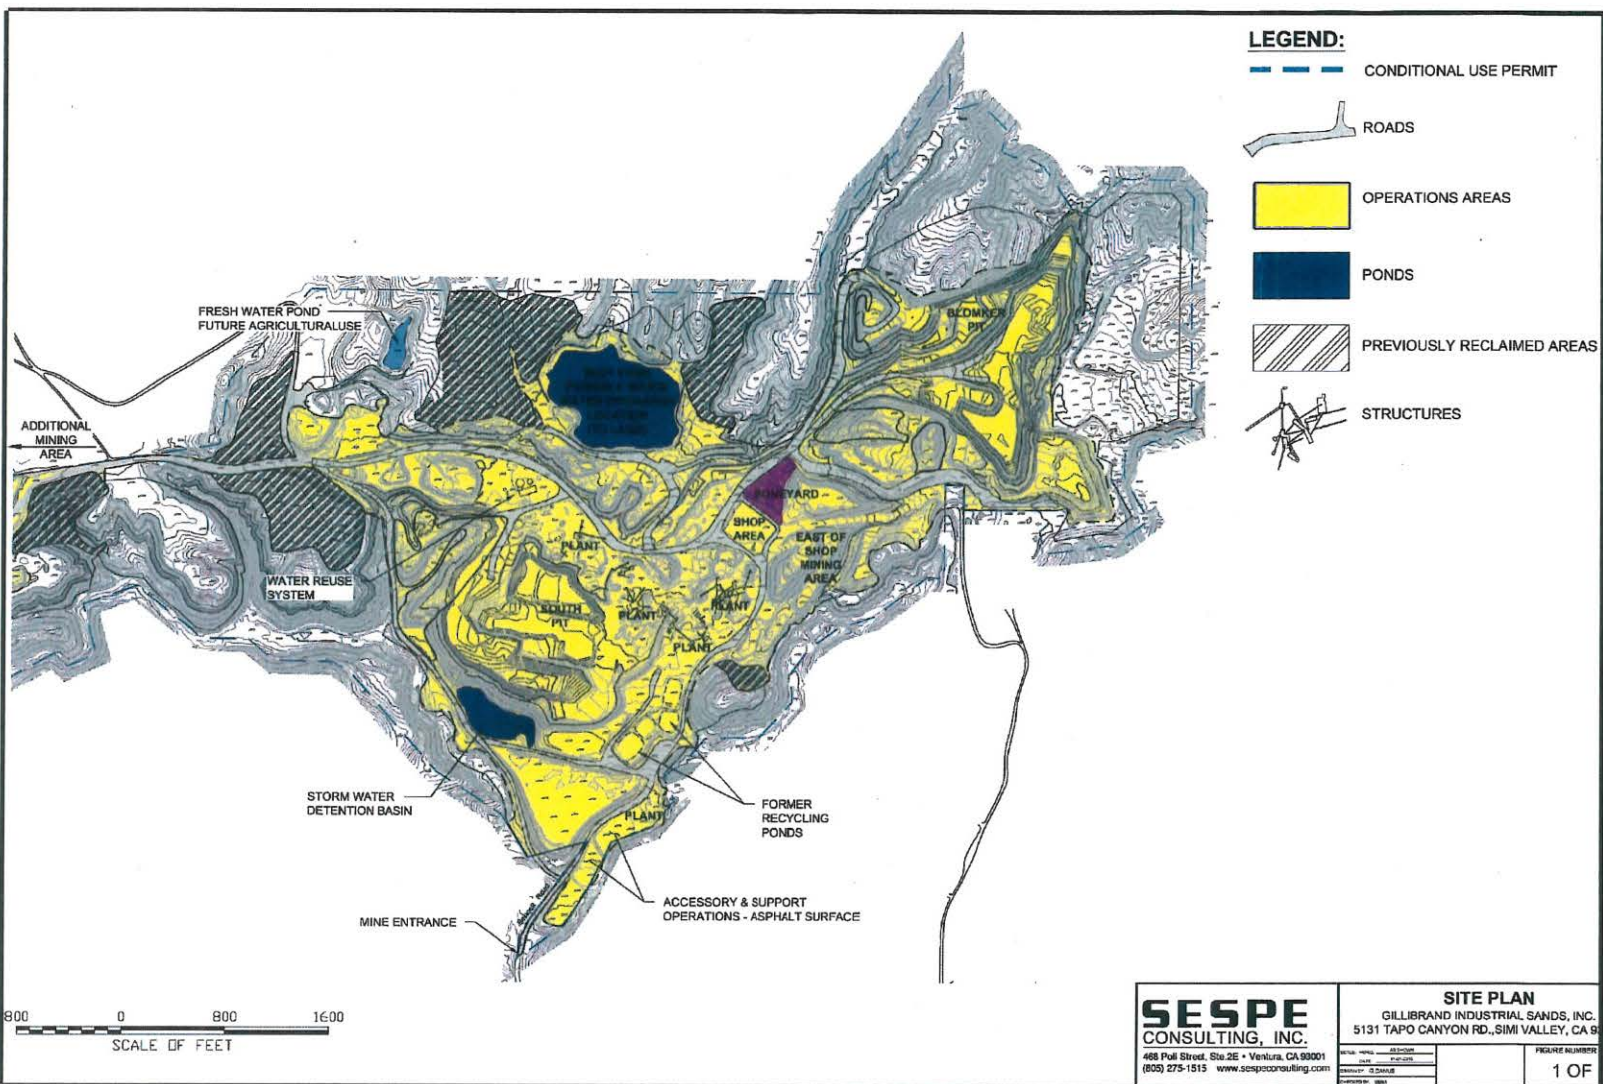 LEGEND:
CONDITIONAL USE PERMIT
ROADS
OPERATIONS AREAS
PONDS
PREVIOUSLY RECLAIMED AREAS
STRUCTURES
FRESH WATER POND
FUTURE AGRICULTURALUSE
BLOMKER
PIT
ADDITIONAL
MINING
AREA
BONEYARD
SHOP
AREA
EAST OF
SHOP
MINING
AREA
PLANT
WATER REUSE
SYSTEM
SOUTH
PIT
PLANT
PLANT
PLANT
STORM WATER
DETENTION BASIN
FORMER
RECYCLING
PONDS
PLANT
ACCESSORY & SUPPORT
OPERATIONS - ASPHALT SURFACE
MINE ENTRANCE
800 0 800 1600
SCALE OF FEET
SESPE
CONSULTING, INC.
468 Poli Street, Ste.2E • Ventura, CA 93001
(805) 275-1515 www.sespeconsulting.com
SITE PLAN
GILLIBRAND INDUSTRIAL SANDS, INC.
5131 TAPO CANYON RD.,SIMI VALLEY, CA 9
FIGURE NUMBER
1 OF